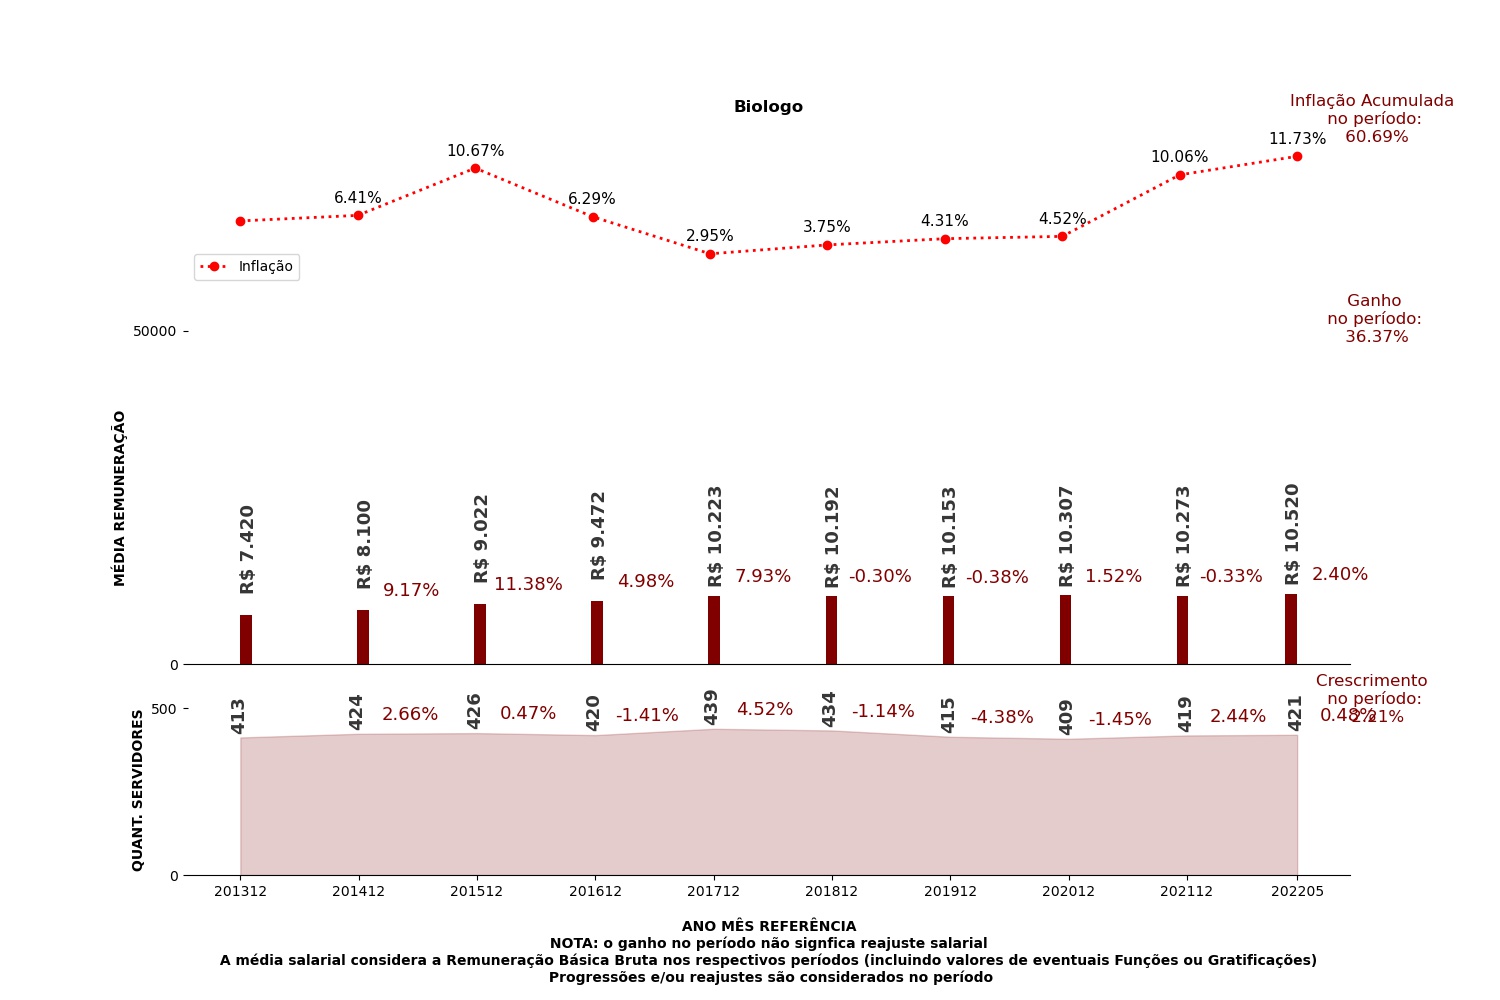 Biologo
Inflação Acumulada
no período:
60.69%
6.41%
10.67%
6.29%
2.95%
3.75%
4.31%
4.52%
10.06%
11.73%
Inflação
Ganho
no período:
36.37%
50000
MÉDIA REMUNERAÇÃO
R$ 7.420
R$ 8.100
R$ 9.022
R$ 9.472
R$ 10.223
R$ 10.192
R$ 10.153
R$ 10.307
R$ 10.273
R$ 10.520
9.17%
11.38%
4.98%
7.93%
-0.30%
-0.38%
1.52%
-0.33%
2.40%
0
Crescrimento
no período:
2.21%
500
QUANT. SERVIDORES
413
424
426
420
439
434
415
409
419
421
2.66%
0.47%
-1.41%
4.52%
-1.14%
-4.38%
-1.45%
2.44%
0.48%
0
201312
201412
201512
201612
201712
201812
201912
202012
202112
202205
ANO MÊS REFERÊNCIA
NOTA: o ganho no período não signfica reajuste salarial
A média salarial considera a Remuneração Básica Bruta nos respectivos períodos (incluindo valores de eventuais Funções ou Gratificações)
Progressões e/ou reajustes são considerados no período